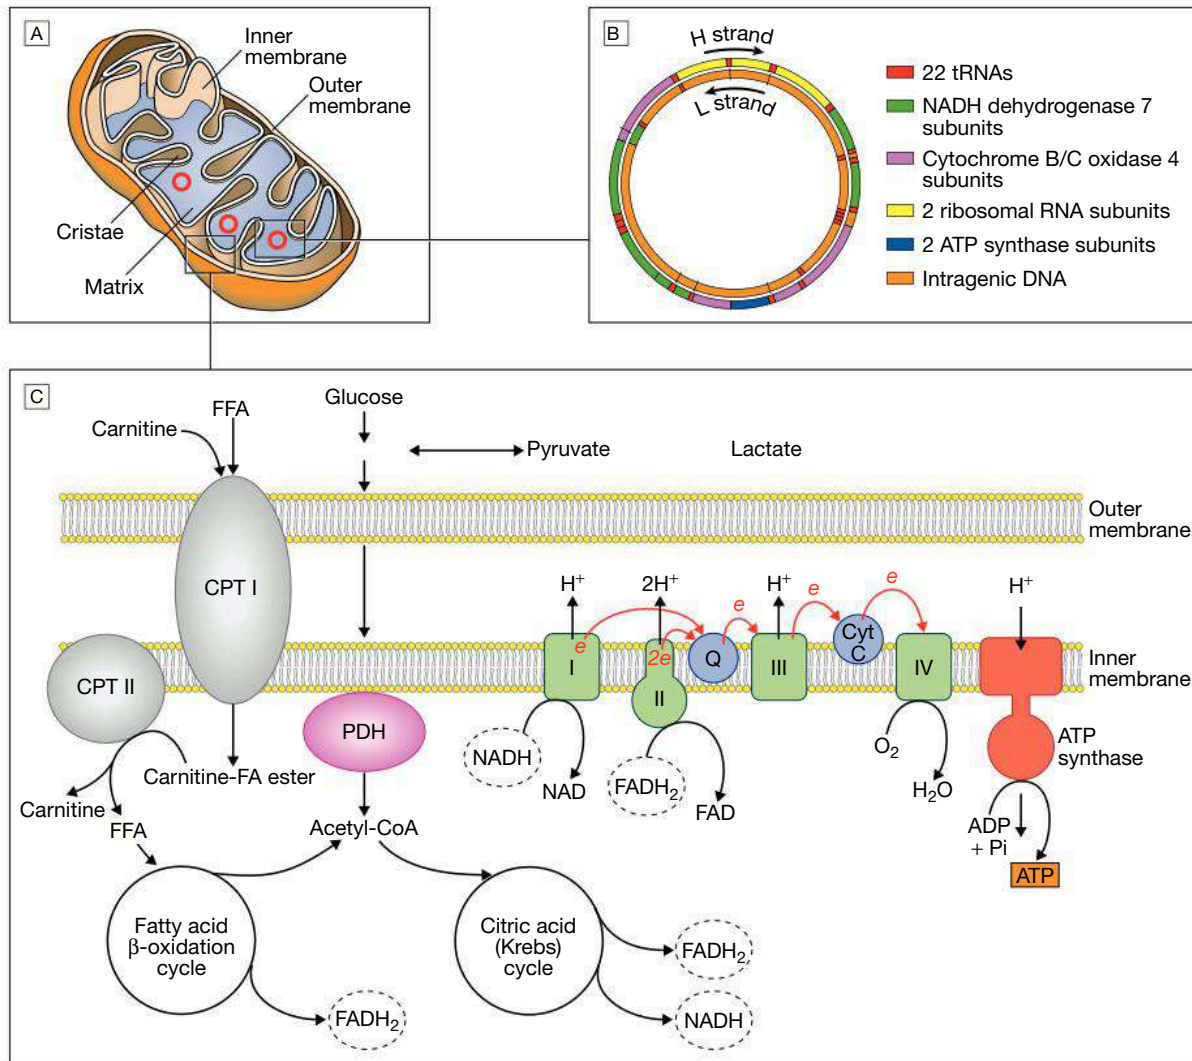 A
Inner
membrane
Outer
membrane
Cristae
Matrix
B
H strand
L strand
22 tRNAs
NADH dehydrogenase 7
subunits
Cytochrome B/C oxidase 4
subunits
2 ribosomal RNA subunits
2 ATP synthase subunits
Intragenic DNA
C
Carnitine
FFA
Glucose
Pyruvate
Lactate
Outer
membrane
CPT I
H+
2H+
H+
H+
e
e
e
e
2e
I
II
Q
III
Cyt
C
IV
Inner
membrane
CPT II
PDH
NADH
NAD
FADH2
FAD
O2
H2O
ATP
synthase
ADP
+ Pi
ATP
Carnitine-FA ester
Carnitine
FFA
Acetyl-CoA
Fatty acid
β-oxidation
cycle
FADH2
Citric acid
(Krebs)
cycle
FADH2
NADH